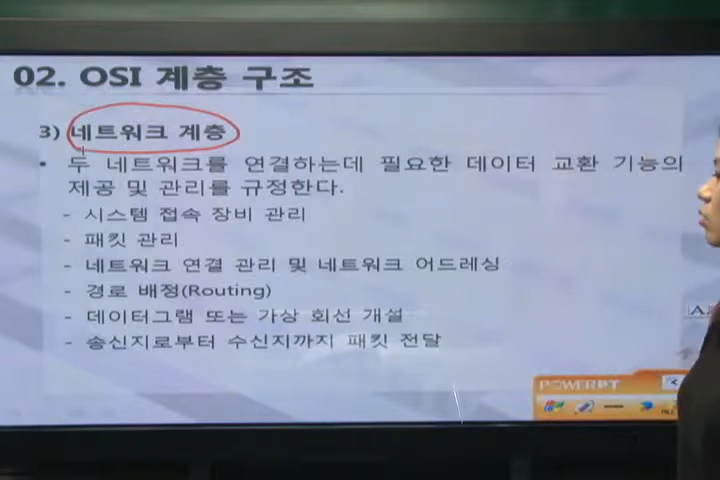 02. OSI 계층 구조
3) 네트워크 계층
• 두 네트워크를 연결하는데 필요한 데이터 교환 기능의
제공 및 관리를 규정한다.
- 시스템 접속 장비 관리
- 패킷 관리
- 네트워크 연결 관리 및 네트워크 어드레싱
- 경로 배정(Routing)
- 데이터그램 또는 가상 회선 개설
- 송신지로부터 수신지까지 패킷 전달
POWERPT